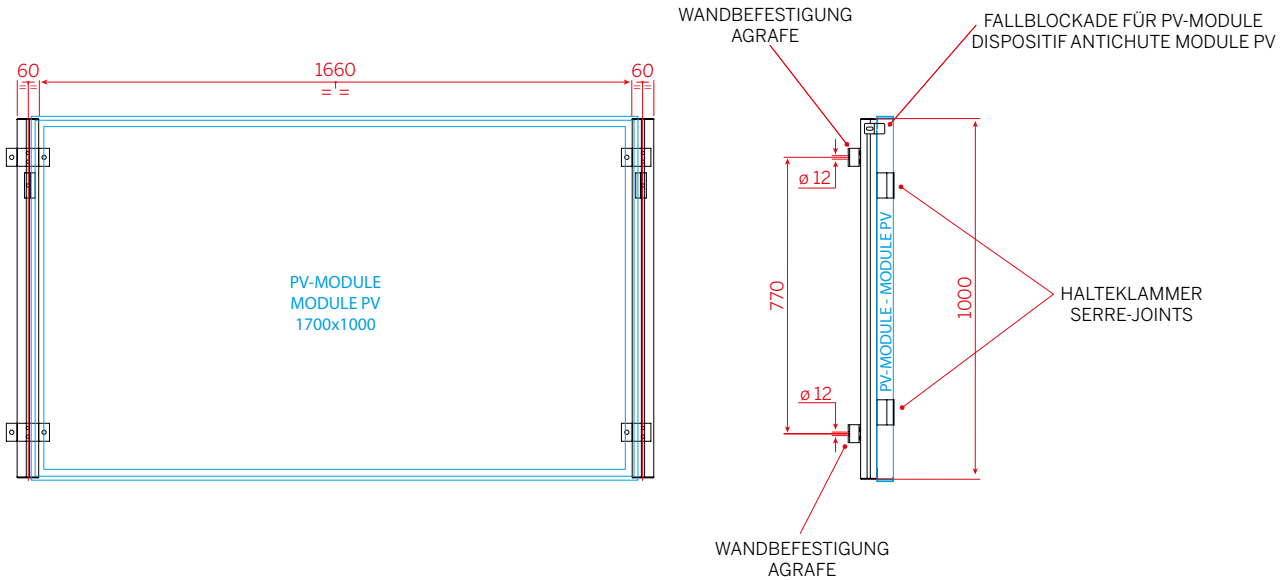 60
1660
= =
60
PV-MODULE
MODULE PV
1700x1000
WANDBEFESTIGUNG
AGRAFE
FALLBLOCKADE FÜR PV-MODULE
DISPOSITIF ANTICHUTE MODULE PV
ø 12
770
PV-MODULE - MODULE PV
1000
HALTEKLAMMER
SERRE-JOINTS
ø 12
WANDBEFESTIGUNG
AGRAFE